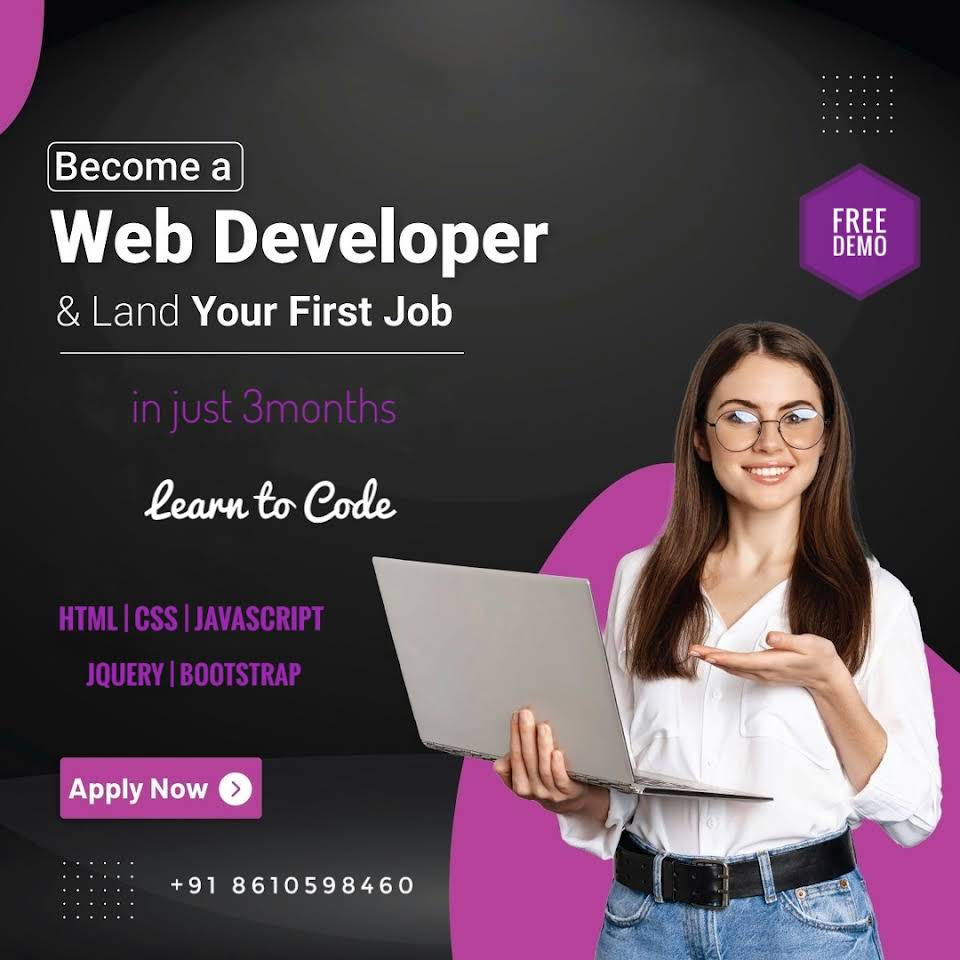 Become a
Web Developer
& Land Your First Job
in just 3months
Learn to Code
HTML | CSS | JAVASCRIPT
JQUERY | BOOTSTRAP
Apply Now
+91 8610598460
FREE
DEMO